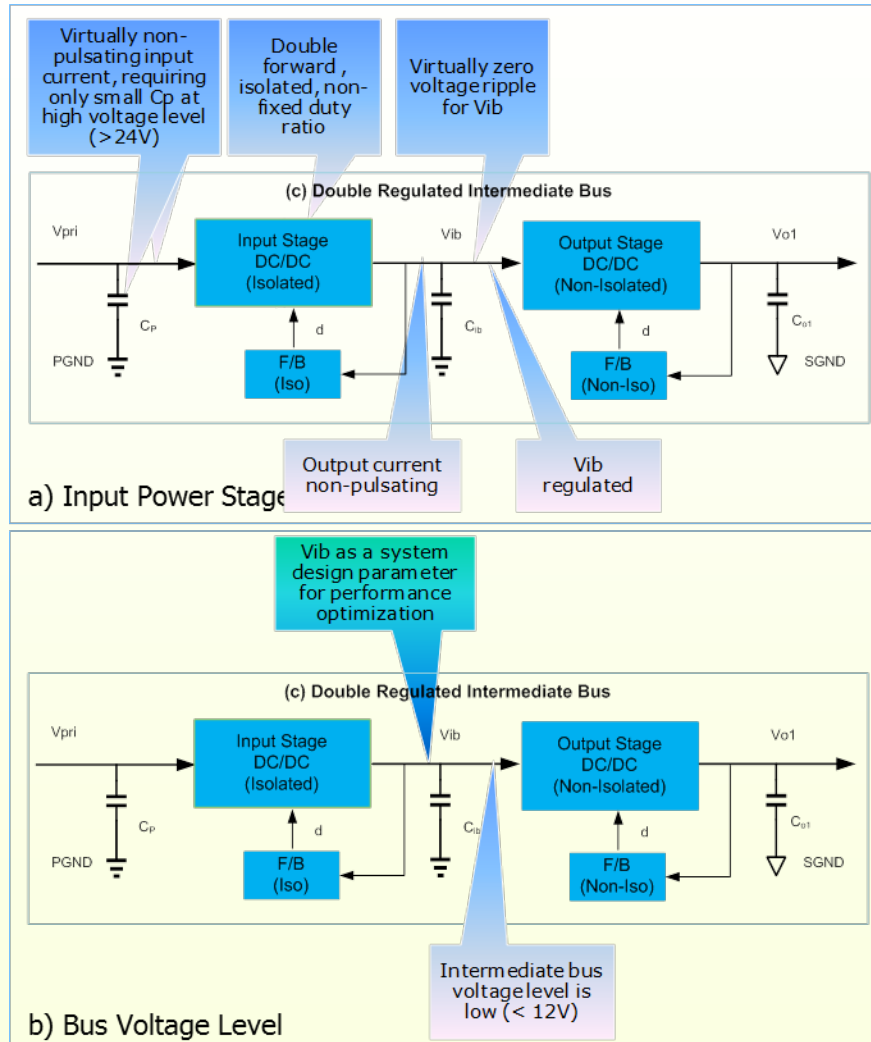 Virtually non-
pulsating input
current, requiring
only small Cp at
high voltage level
(>24V)
Double
forward ,
isolated, non-
fixed duty
ratio
Virtually zero
voltage ripple
for Vib
(c) Double Regulated Intermediate Bus
Vpri
Input Stage
DC/DC
(Isolated)
Vib
Output Stage
DC/DC
(Non-Isolated)
Vo1
CP
d
Cib
d
Co1
PGND
F/B
(Iso)
F/B
(Non-Iso)
SGND
Output current
non-pulsating
Vib
regulated
a) Input Power Stage
Vib as a system
design parameter
for performance
optimization
(c) Double Regulated Intermediate Bus
Vpri
Input Stage
DC/DC
(Isolated)
Vib
Output Stage
DC/DC
(Non-Isolated)
Vo1
CP
d
Cib
d
Co1
PGND
F/B
(Iso)
F/B
(Non-Iso)
SGND
Intermediate bus
voltage level is
low (< 12V)
b) Bus Voltage Level